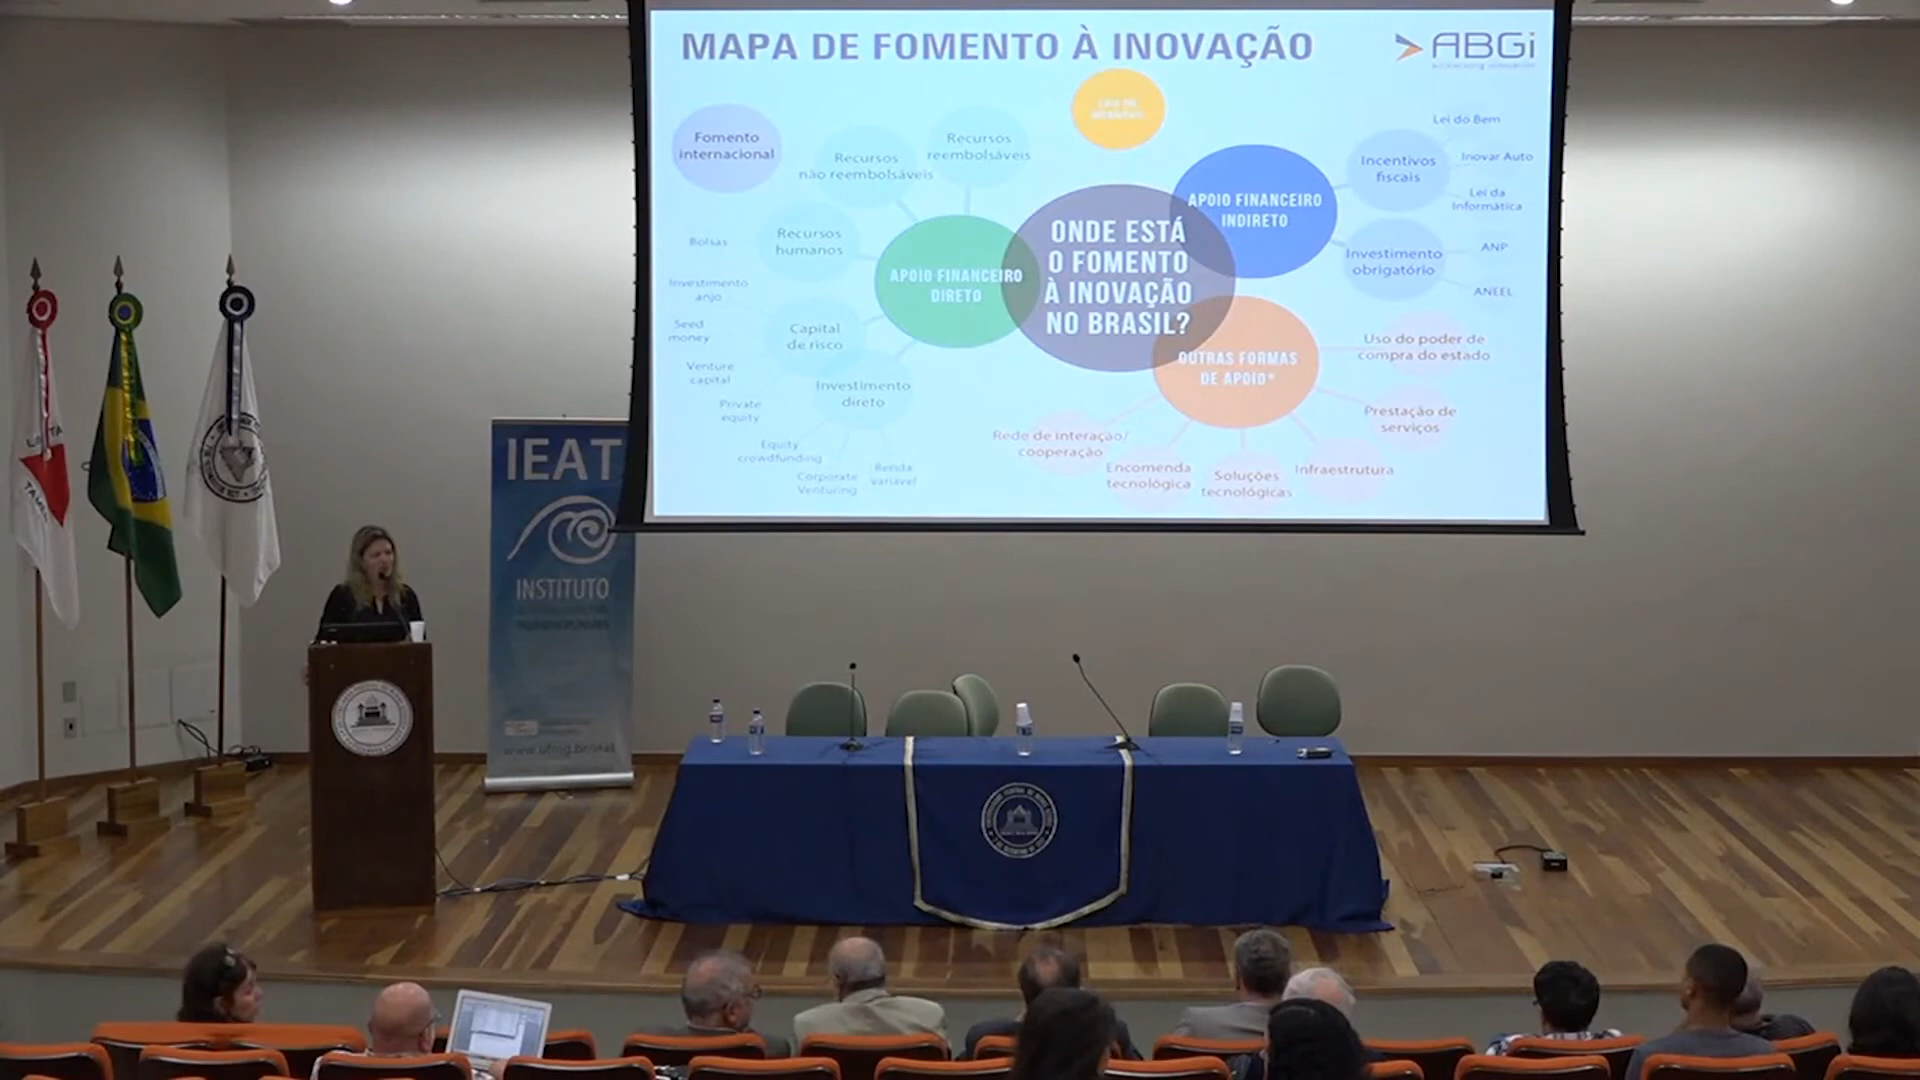 MAPA DE FOMENTO À INOVAÇÃO
ABGi
Fomento
internacional
Recursos
não reembolsáveis
Recursos
reembolsáveis
Recursos
humanos
Bolsas
Investimento
anjo
Seed
money
Venture
capital
Private
equity
Equity
crowdfunding
Corporate
Venturing
Renda
variável
Capital
de risco
Investimento
direto
APOIO FINANCEIRO
DIRETO
ONDE ESTÁ
O FOMENTO
À INOVAÇÃO
NO BRASIL?
APOIO FINANCEIRO
INDIRETO
Incentivos
fiscais
Lei do Bem
Inovar Auto
Lei da
Informática
Investimento
obrigatório
ANP
ANEEL
OUTRAS FORMAS
DE APOIO*
Uso do poder de
compra do estado
Prestação de
serviços
Infraestrutura
Soluções
tecnológicas
Encomenda
tecnológica
Rede de interação/
cooperação
IEAT
INSTITUTO
www.ufmg.br/ieat